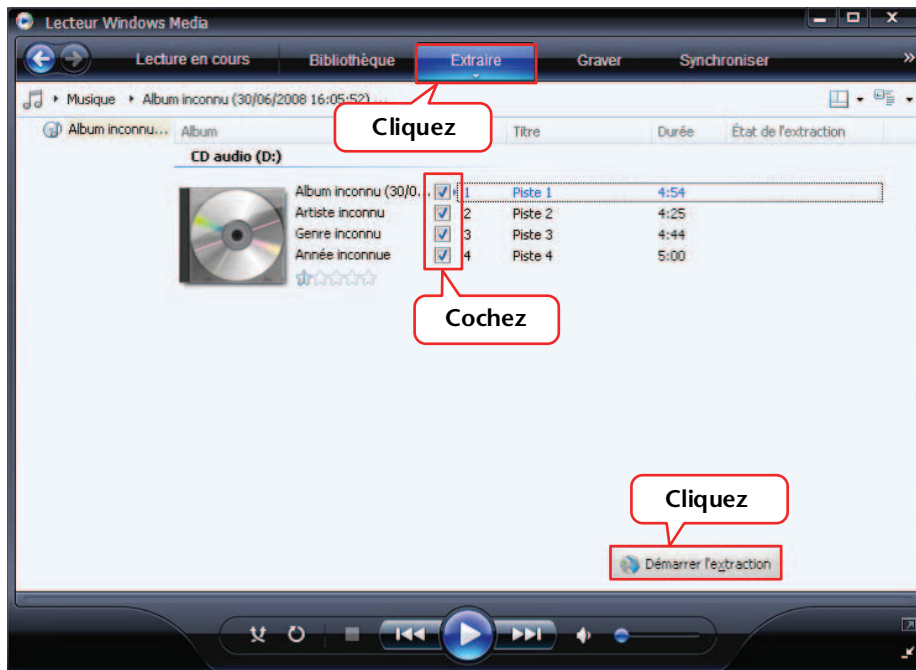 Lecteur Windows Media
Lecture en cours Bibliothèque Extraire Graver Synchroniser »
Musique Album inconnu (30/06/2008 16:05:52) ...
Cliquez
Album inconnu... Album Titre Durée État de l'extraction
CD audio (D:)
Album inconnu (30/0... 1 Piste 1 4:54
Artiste inconnu 2 Piste 2 4:25
Genre inconnu 3 Piste 3 4:44
Année inconnue 4 Piste 4 5:00
Cochez
Cliquez
Démarrer l'extraction